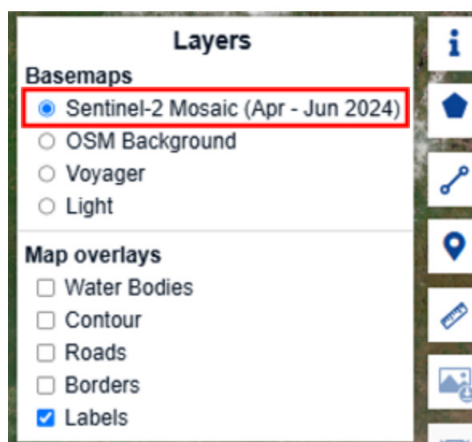 Layers
Basemaps
Sentinel-2 Mosaic (Apr - Jun 2024)
OSM Background
Voyager
Light
Map overlays
Water Bodies
Contour
Roads
Borders
Labels